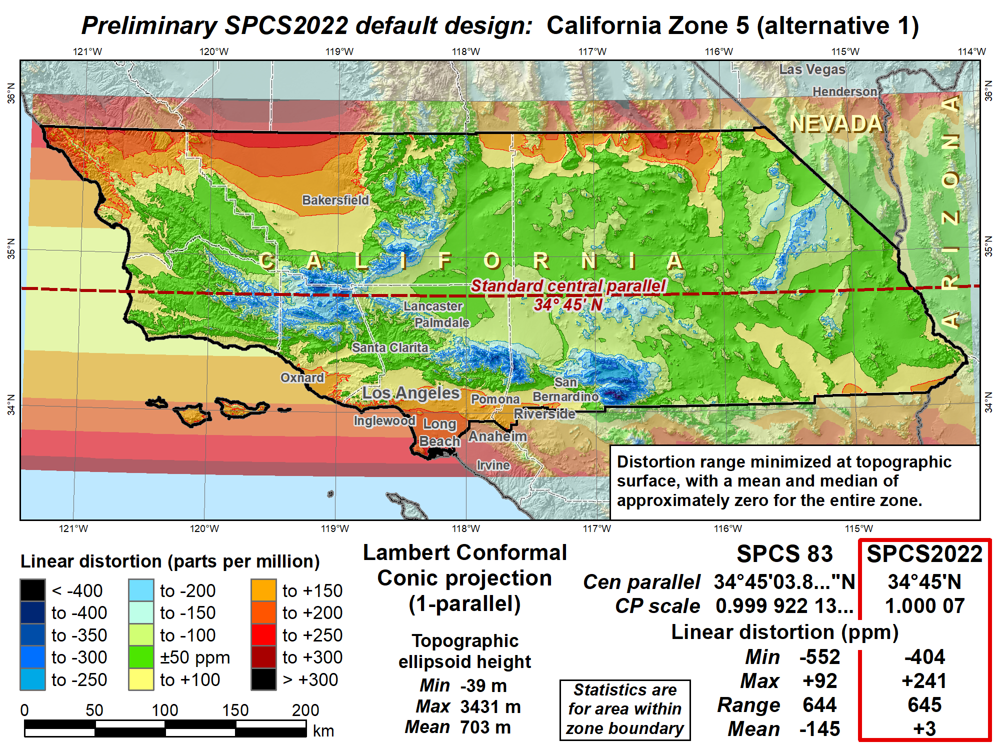 Preliminary SPCS2022 default design: California Zone 5 (alternative 1)
121°W 120°W 119°W 118°W 117°W 116°W 115°W 114°W
36°N
35°N
34°N
36°N
35°N
34°N
Las Vegas
Henderson
NEVADA
ARIZONA
Bakersfield
CALIFORNIA
Standard central parallel
34° 45' N
Lancaster
Palmdale
Santa Clarita
Oxnard
Los Angeles
San
Bernardino
Pomona
Riverside
Inglewood
Long
Beach
Anaheim
Irvine
Distortion range minimized at topographic
surface, with a mean and median of
approximately zero for the entire zone.
121°W 120°W 119°W 118°W 117°W 116°W 115°W
Linear distortion (parts per million)
< -400
to -400
to -350
to -300
to -250
to -200
to -150
to -100
±50 ppm
to +100
to +150
to +200
to +250
to +300
> +300
0 50 100 150 200
km
Lambert Conformal
Conic projection
(1-parallel)
Topographic
ellipsoid height
Min -39 m
Max 3431 m
Mean 703 m
SPCS 83 SPCS2022
Cen parallel 34°45'03.8..."N 34°45'N
CP scale 0.999 922 13... 1.000 07
Linear distortion (ppm)
Min -552 -404
Max +92 +241
Range 644 645
Mean -145 +3
Statistics are
for area within
zone boundary